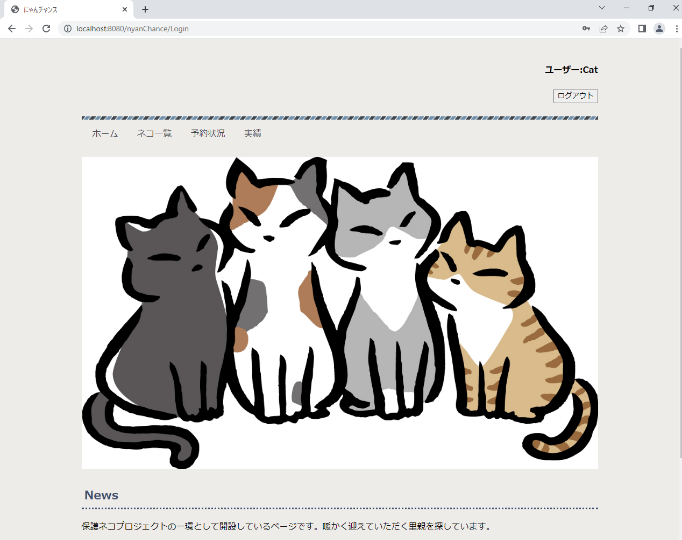 にゃんチャンス
localhost:8080/nyanChance/Login
ユーザー:Cat
ログアウト
ホーム ネコ一覧 予約状況 実績
News
保護ネコプロジェクトの一環として開設しているページです。暖かく迎えていただく里親を探しています。